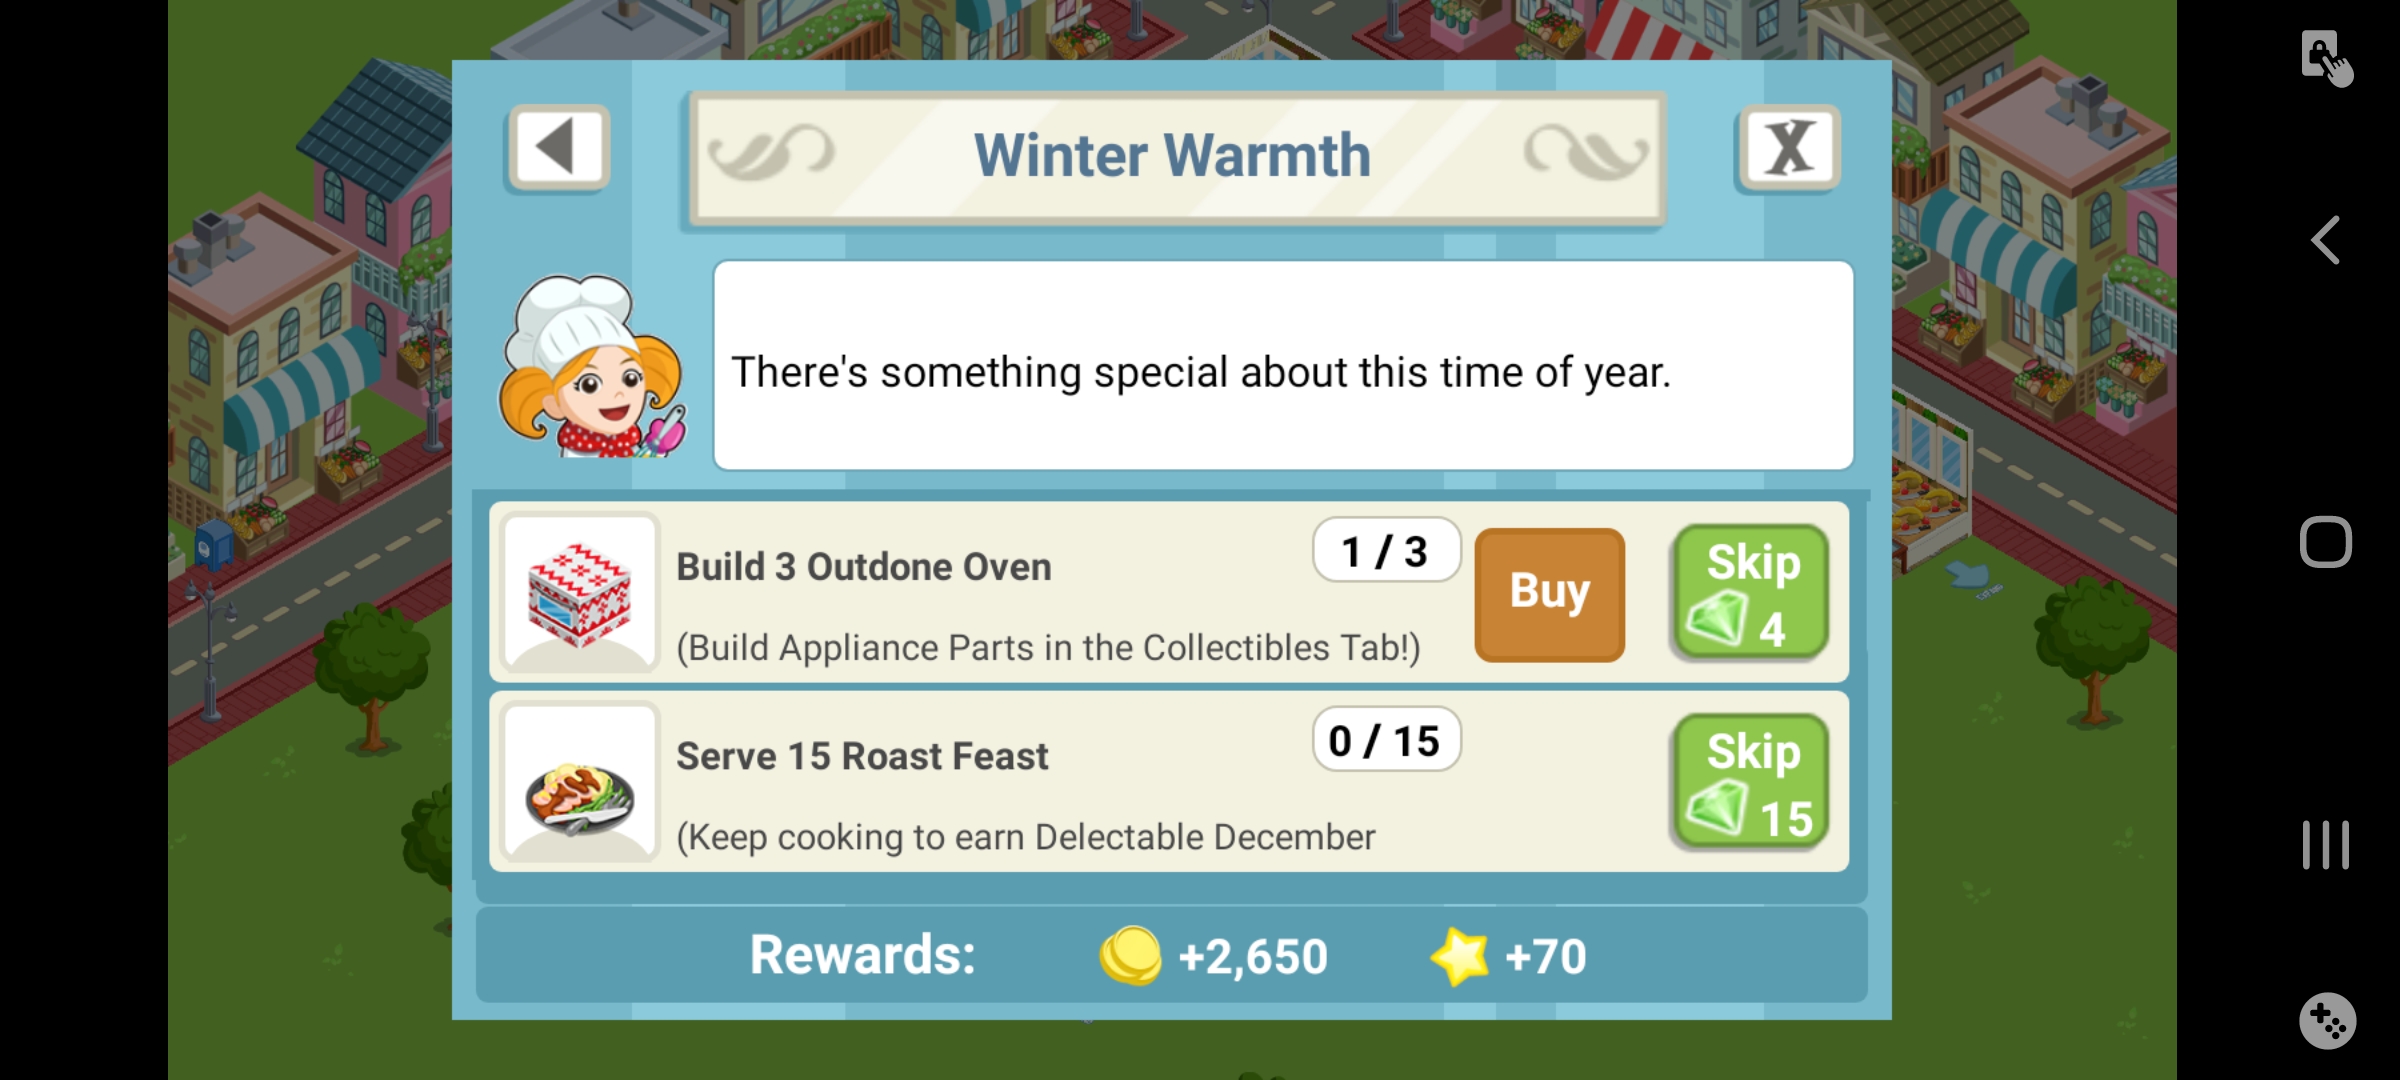 Winter Warmth
X
There's something special about this time of year.
Build 3 Outdone Oven
1 / 3
Buy
Skip
4
(Build Appliance Parts in the Collectibles Tab!)
Serve 15 Roast Feast
0 / 15
Skip
15
(Keep cooking to earn Delectable December
Rewards:
+2,650
+70